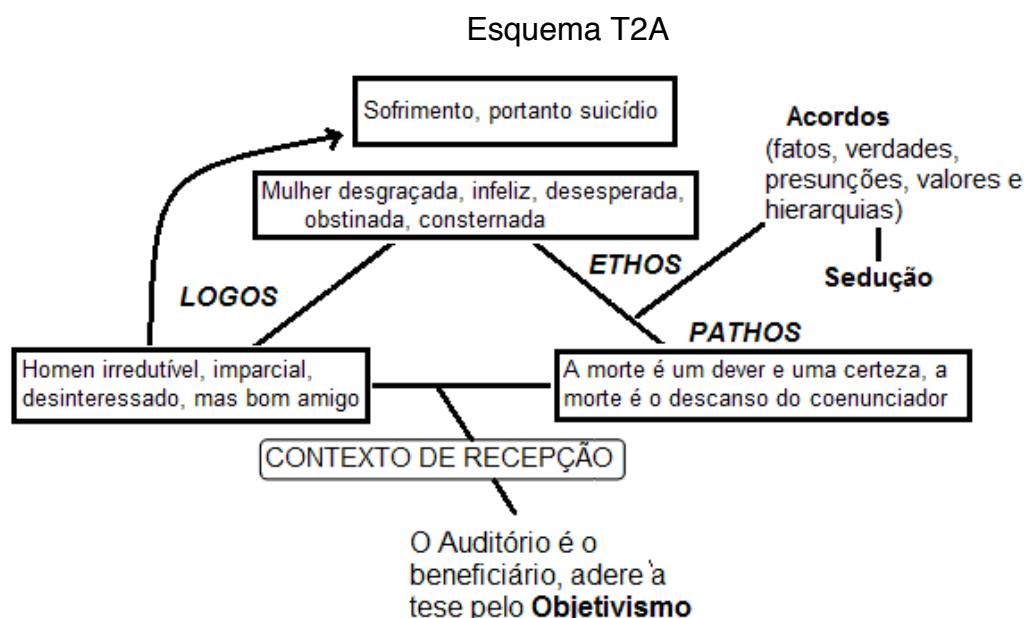 Esquema T2A
Sofrimento, portanto suicídio
Acordos
(fatos, verdades,
presunções, valores e
hierarquias)
Mulher desgraçada, infeliz, desesperada,
obstinada, consternada
ETHOS
Sedução
LOGOS
PATHOS
Homen irredutível, imparcial,
desinteressado, mas bom amigo
A morte é um dever e uma certeza, a
morte é o descanso do coenunciador
CONTEXTO DE RECEPÇÃO
O Auditório é o
beneficiário, adere `a
tese pelo Objetivismo